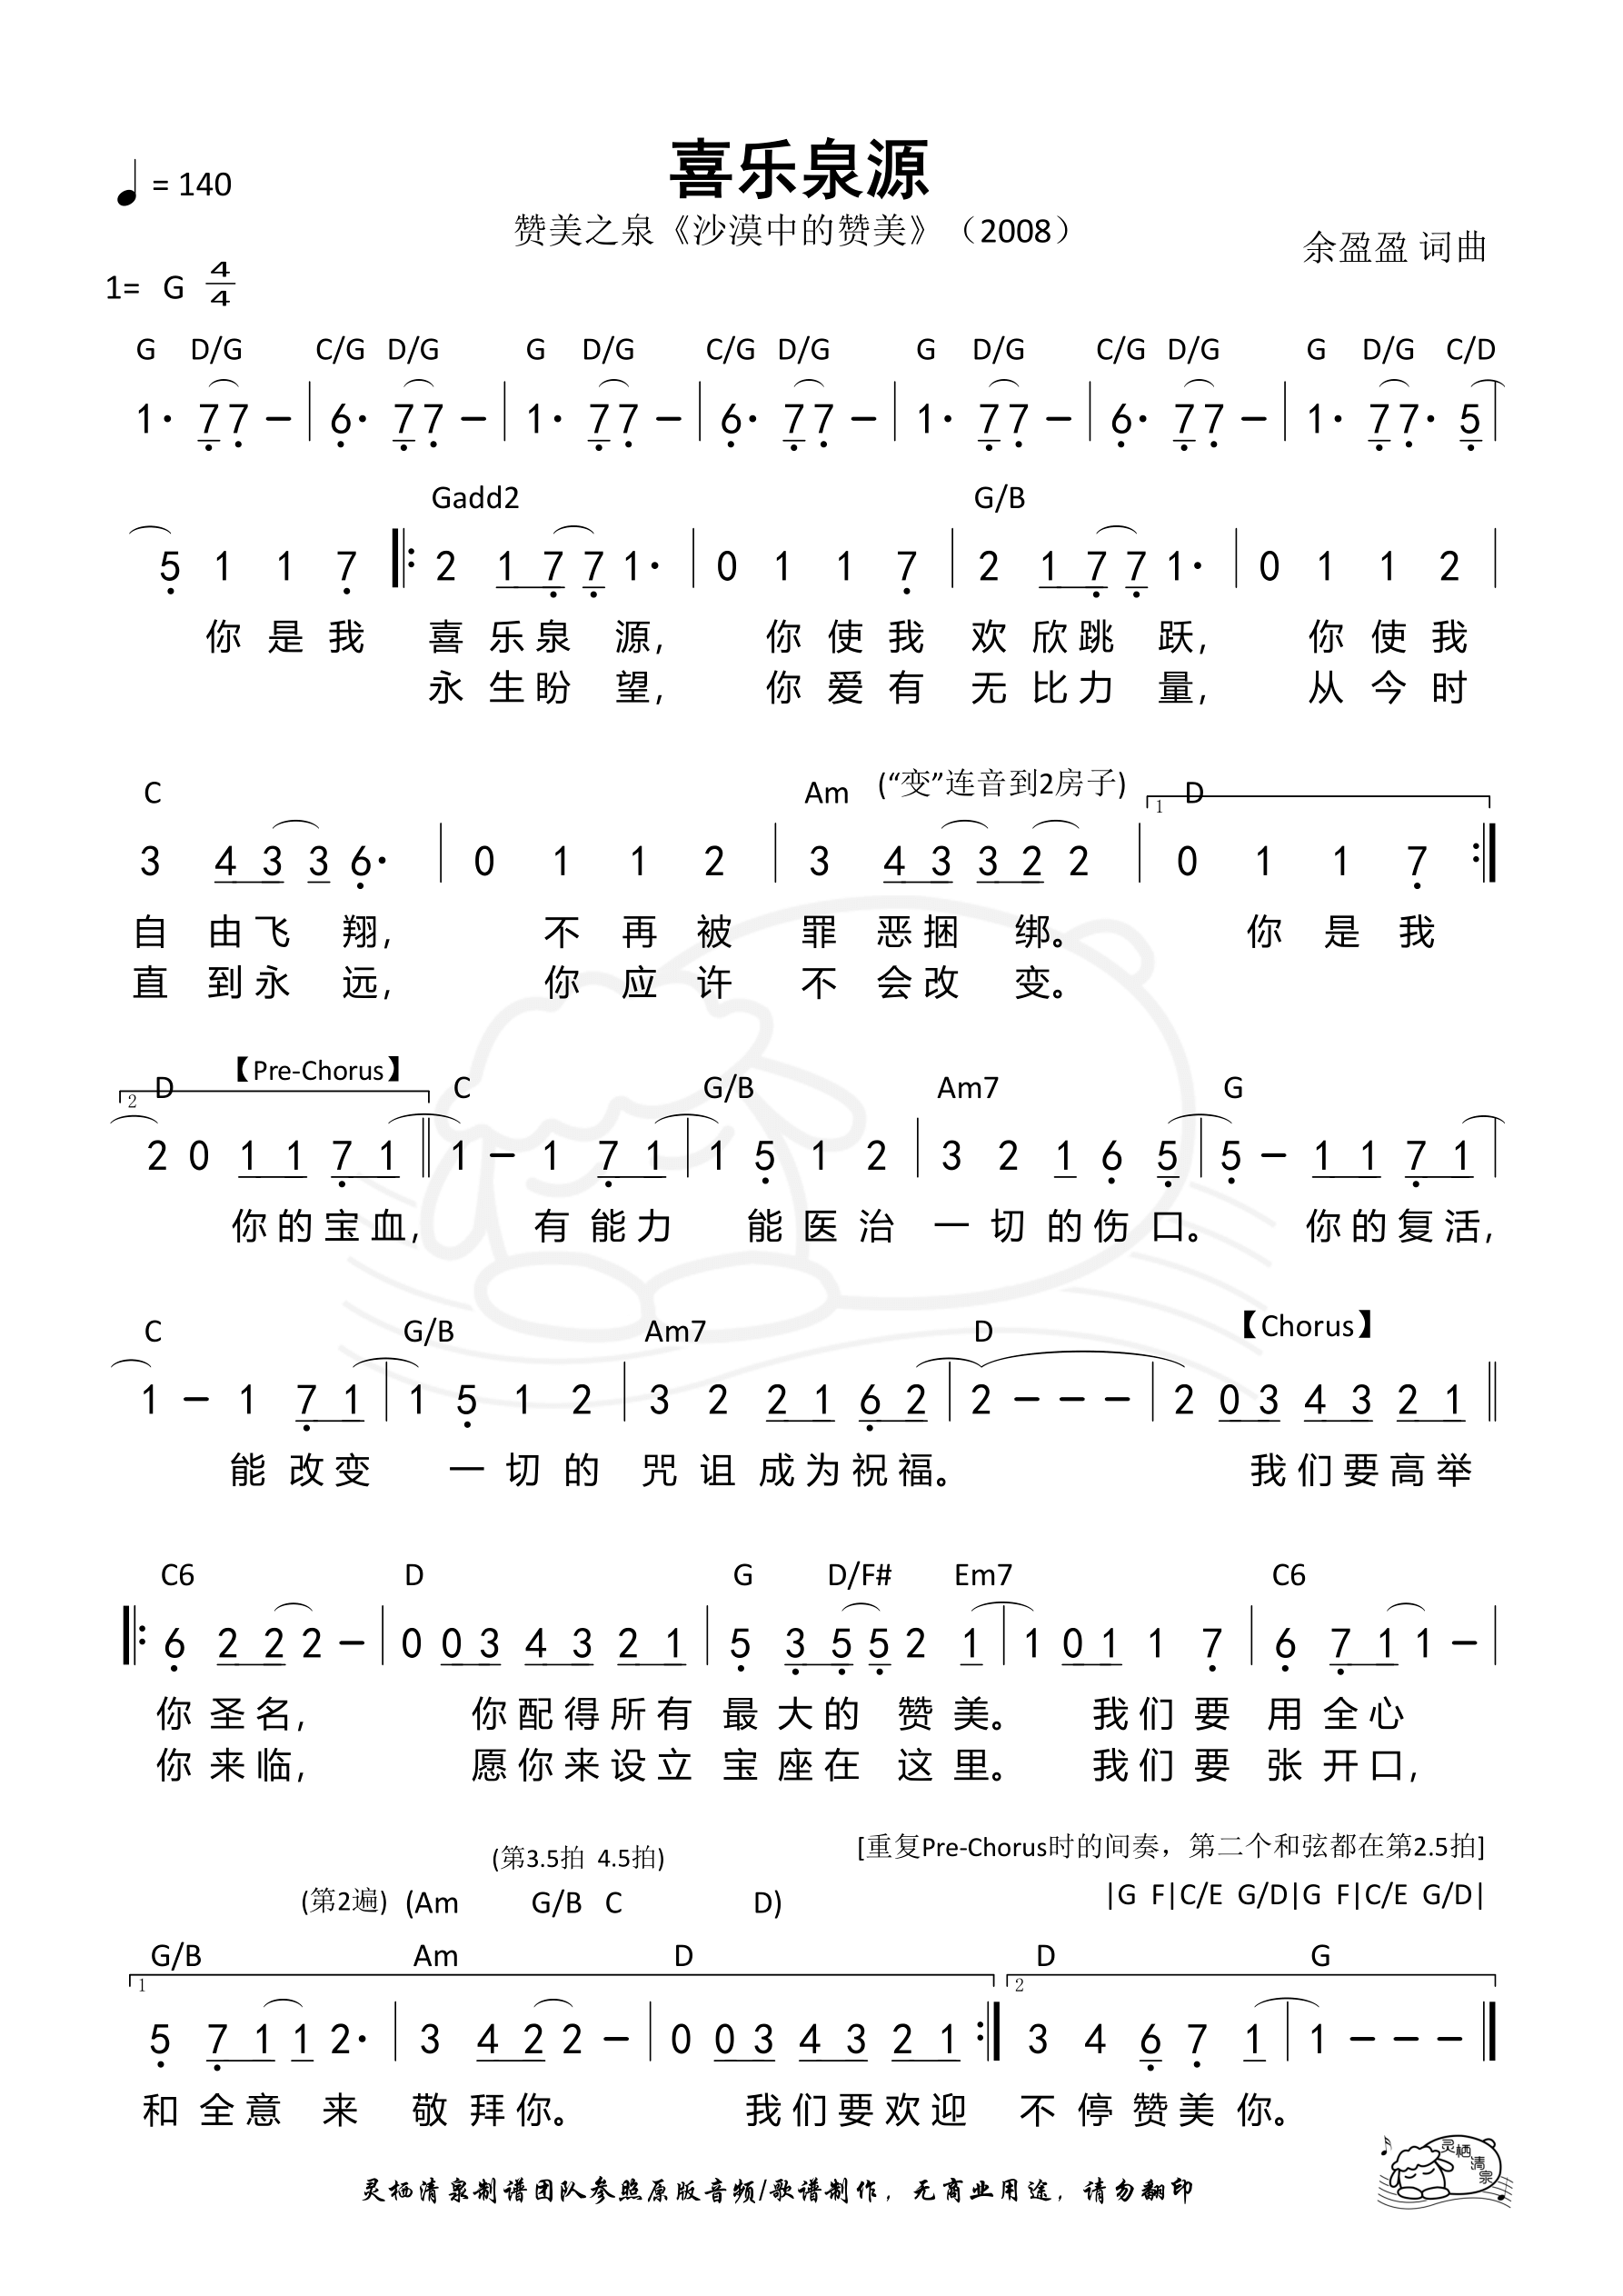 喜乐泉源
♩ = 140
赞美之泉《沙漠中的赞美》（2008）
余盈盈 词曲
1= G 4/4
G D/G C/G D/G G D/G C/G D/G G D/G C/G D/G G D/G C/D
1· 7 7 – | 6· 7 7 – | 1· 7 7 – | 6· 7 7 – | 1· 7 7 – | 6· 7 7 – | 1· 7 7· 5 |
Gadd2 G/B
5 1 1 7 |: 2 1 7 7 1· | 0 1 1 7 | 2 1 7 7 1· | 0 1 1 2 |
你 是 我 喜 乐 泉 源, 你 使 我 欢 欣 跳 跃, 你 使 我
永 生 盼 望, 你 爱 有 无 比 力 量, 从 今 时
C Am (“变”连音到2房子) 1 D
3 4 3 3 6· | 0 1 1 2 | 3 4 3 3 2 2 | 0 1 1 7 :|
自 由 飞 翔, 不 再 被 罪 恶 捆 绑。 你 是 我
直 到 永 远, 你 应 许 不 会 改 变。
2 D 【Pre-Chorus】 C G/B Am7 G
2 0 1 1 7 1 || 1 – 1 7 1 | 1 5 1 2 | 3 2 1 6 5 | 5 – 1 1 7 1 |
你 的 宝 血, 有 能 力 能 医 治 一 切 的 伤 口。 你 的 复 活,
C G/B Am7 D 【Chorus】
1 – 1 7 1 | 1 5 1 2 | 3 2 2 1 6 2 | 2 – – – | 2 0 3 4 3 2 1 ||
能 改 变 一 切 的 咒 诅 成 为 祝 福。 我 们 要 高 举
C6 D G D/F# Em7 C6
|: 6 2 2 2 – | 0 0 3 4 3 2 1 | 5 3 5 5 2 1 | 1 0 1 1 7 | 6 7 1 1 – |
你 圣 名, 你 配 得 所 有 最 大 的 赞 美。 我 们 要 用 全 心
你 来 临, 愿 你 来 设 立 宝 座 在 这 里。 我 们 要 张 开 口,
(第3.5拍 4.5拍) [重复Pre-Chorus时的间奏，第二个和弦都在第2.5拍]
(第2遍) (Am G/B C D) |G F|C/E G/D|G F|C/E G/D|
G/B Am D D G
1 2
5 7 1 1 2· | 3 4 2 2 – | 0 0 3 4 3 2 1 :| 3 4 6 7 1 | 1 – – – |
和 全 意 来 敬 拜 你。 我 们 要 欢 迎 不 停 赞 美 你。
灵栖清泉
灵栖清泉制谱团队参照原版音频/歌谱制作，无商业用途，请勿翻印